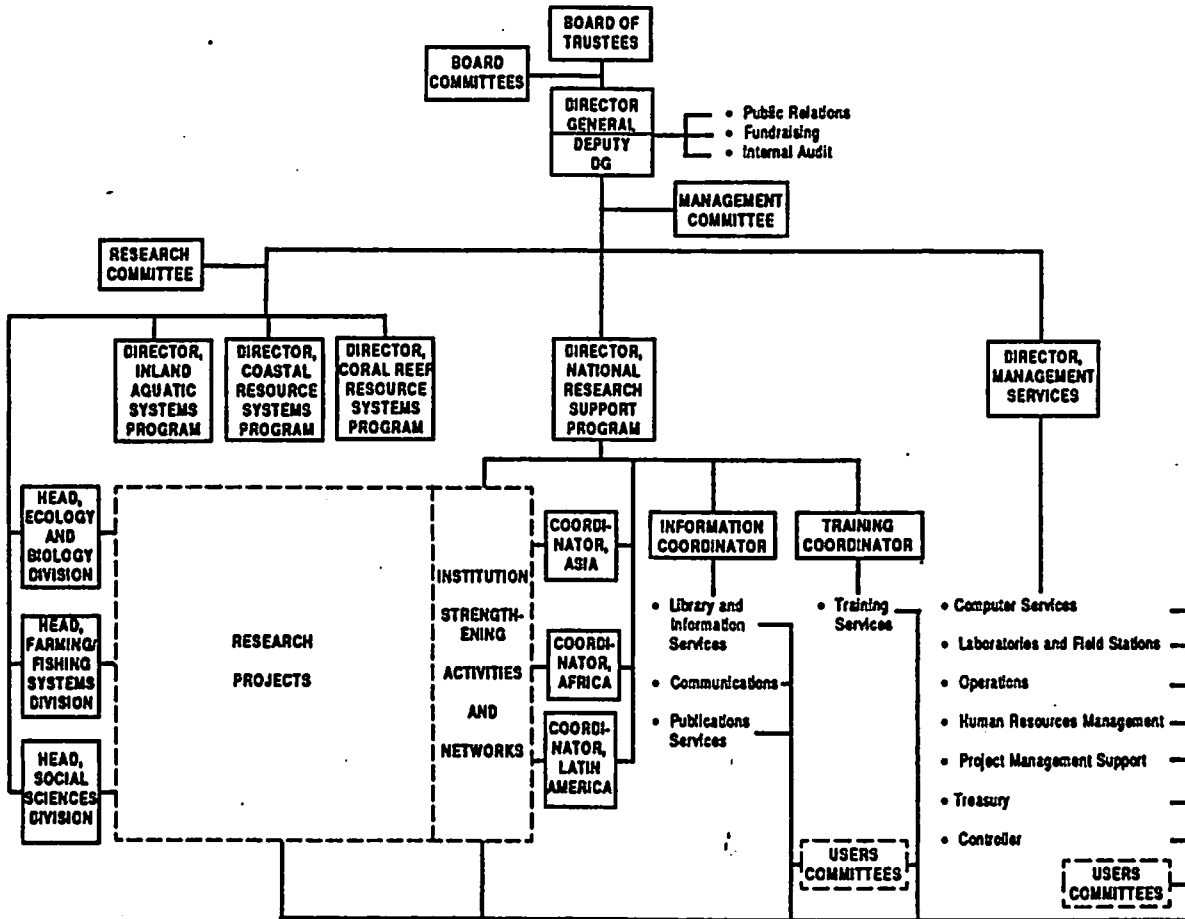 BOARD OF
TRUSTEES
BOARD
COMMITTEES
DIRECTOR
GENERAL
DEPUTY
DG
• Public Relations
• Fundraising
• Internal Audit
MANAGEMENT
COMMITTEE
RESEARCH
COMMITTEE
DIRECTOR,
INLAND
AQUATIC
SYSTEMS
PROGRAM
DIRECTOR,
COASTAL
RESOURCE
SYSTEMS
PROGRAM
DIRECTOR,
CORAL REEF
RESOURCE
SYSTEMS
PROGRAM
DIRECTOR,
NATIONAL
RESEARCH
SUPPORT
PROGRAM
DIRECTOR,
MANAGEMENT
SERVICES
HEAD,
ECOLOGY
AND
BIOLOGY
DIVISION
HEAD,
FARMING/
FISHING
SYSTEMS
DIVISION
HEAD,
SOCIAL
SCIENCES
DIVISION
RESEARCH
PROJECTS
INSTITUTION
STRENGTH-
ENING
ACTIVITIES
AND
NETWORKS
COORDI-
NATOR,
ASIA
COORDI-
NATOR,
AFRICA
COORDI-
NATOR,
LATIN
AMERICA
INFORMATION
COORDINATOR
• Library and
Information
Services
• Communications
• Publications
Services
TRAINING
COORDINATOR
• Training
Services
USERS
COMMITTEES
• Computer Services
• Laboratories and Field Stations
• Operations
• Human Resources Management
• Project Management Support
• Treasury
• Controller
USERS
COMMITTEES